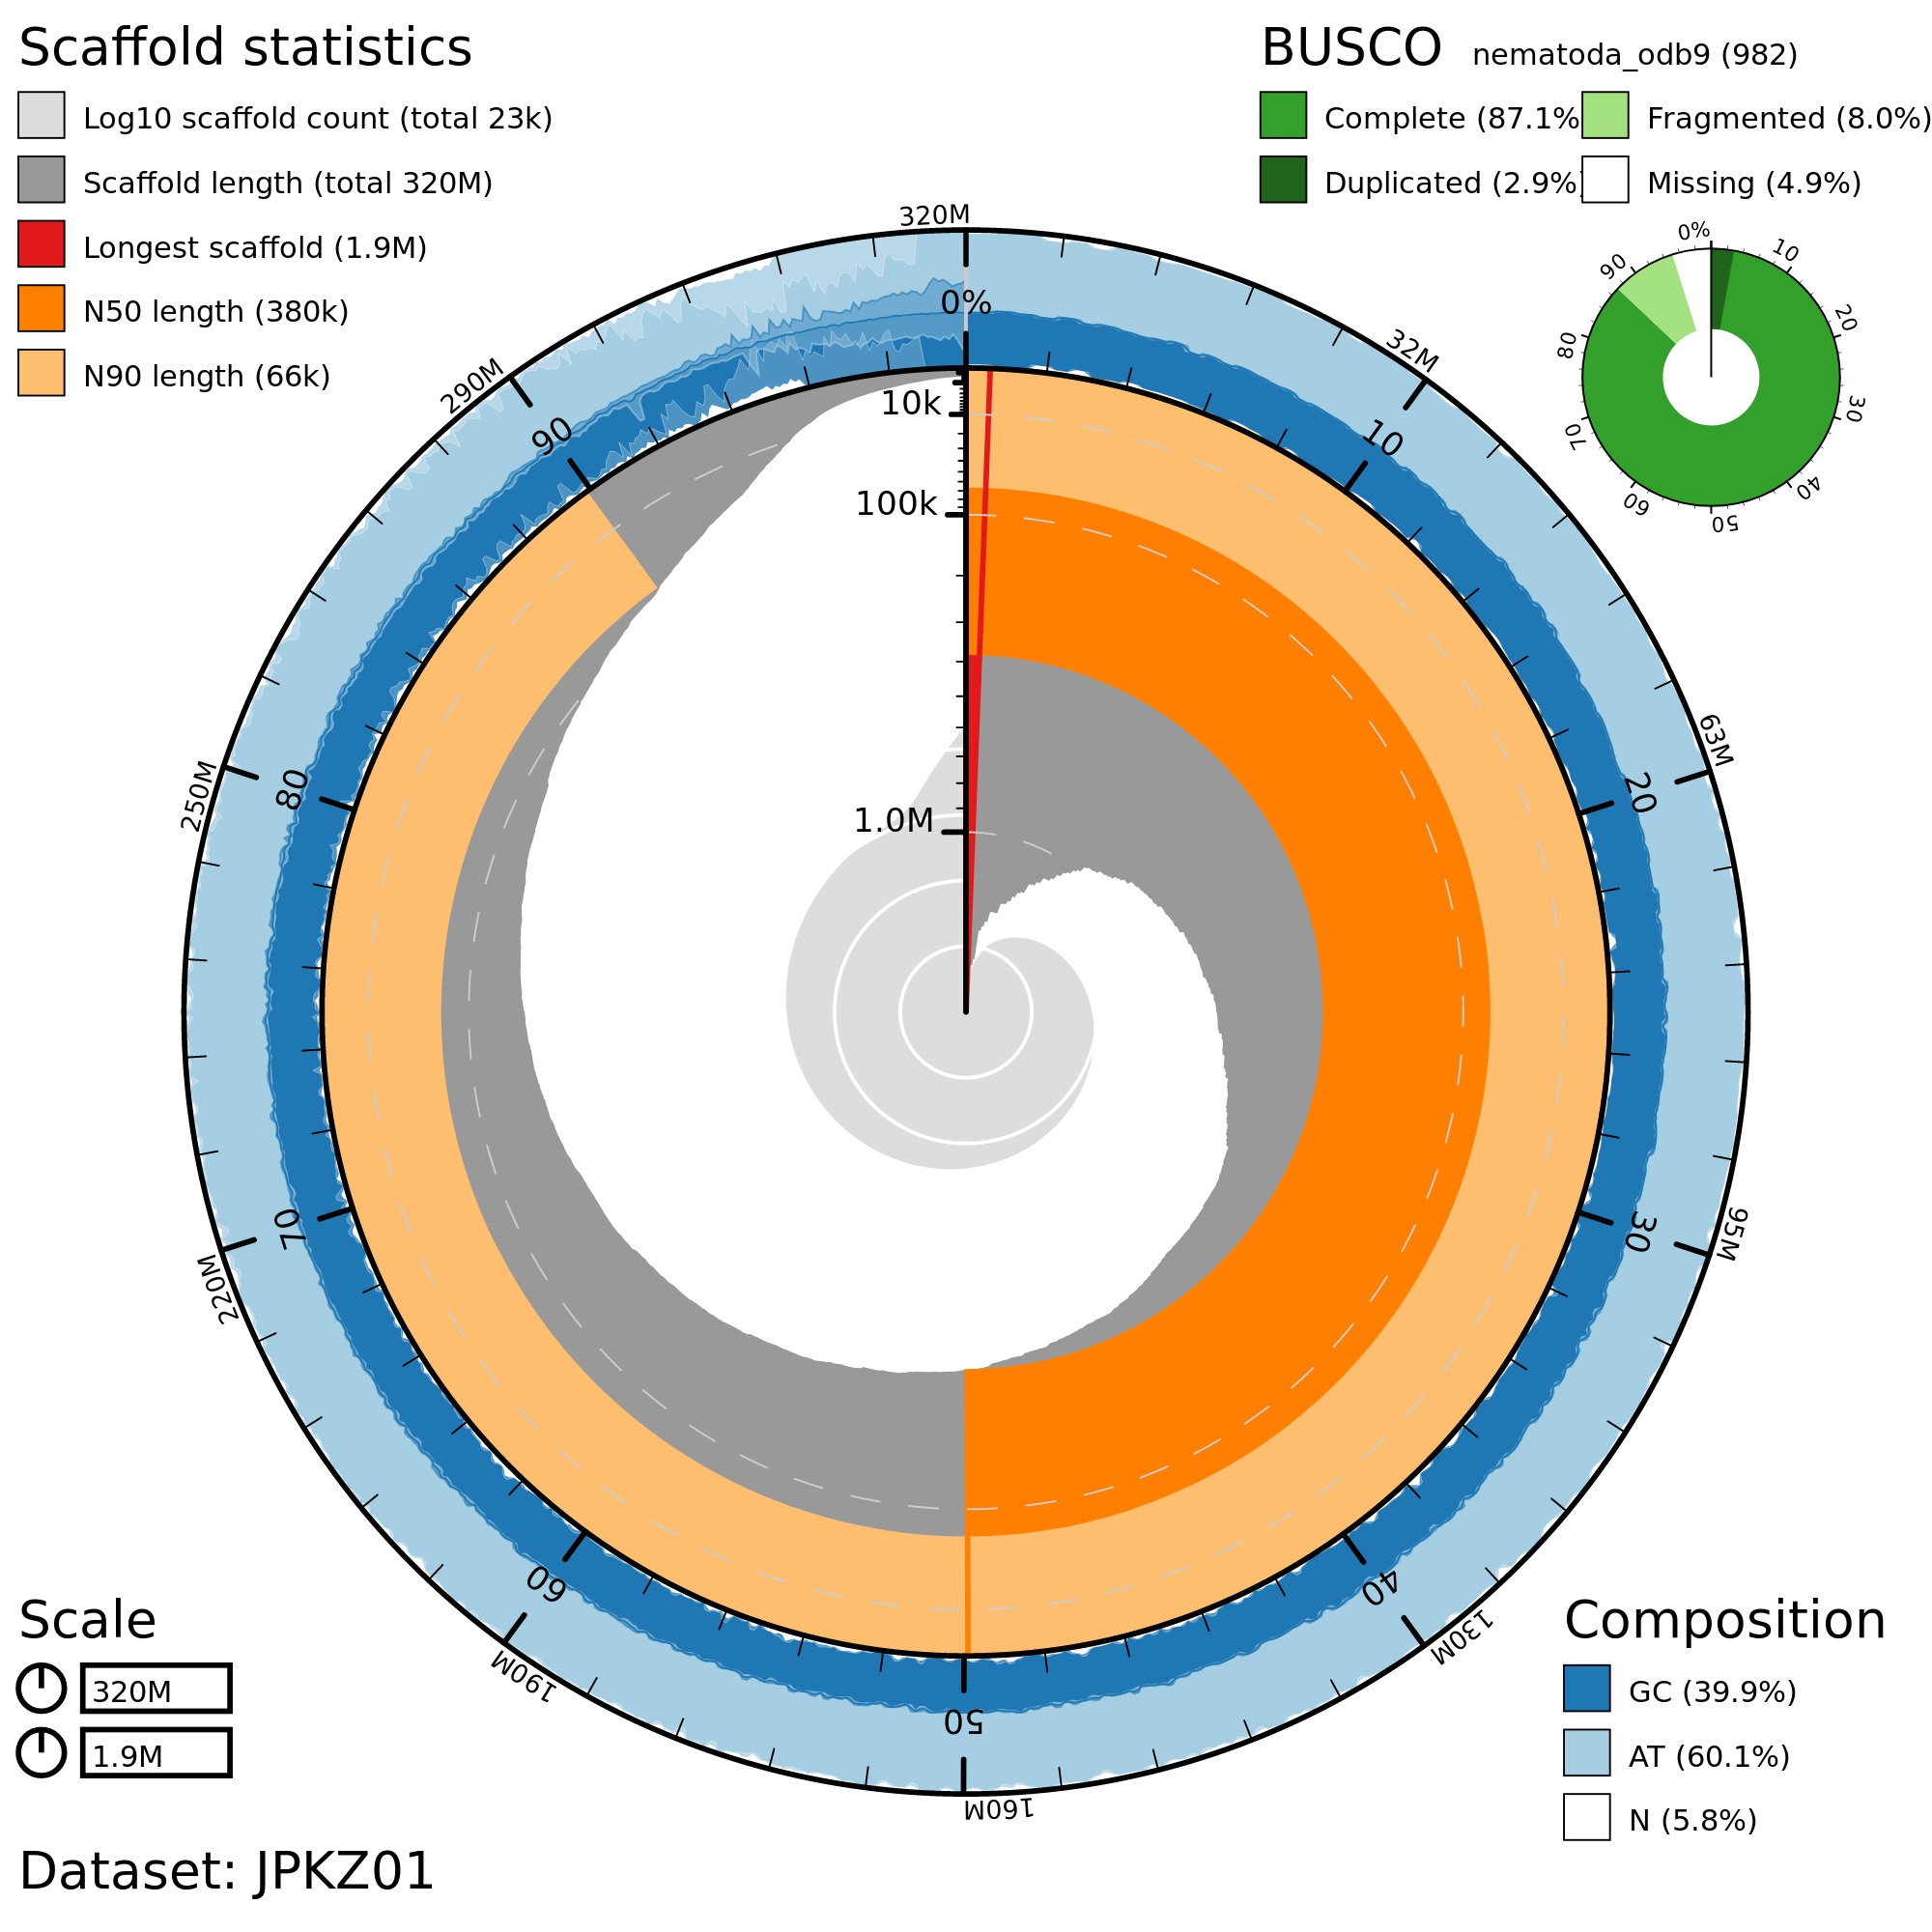 Scaffold statistics
Log10 scaffold count (total 23k)
Scaffold length (total 320M)
Longest scaffold (1.9M)
N50 length (380k)
N90 length (66k)
BUSCO nematoda_odb9 (982)
Complete (87.1%
Fragmented (8.0%)
Duplicated (2.9%)
Missing (4.9%)
0%
10
20
30
40
50
60
70
80
90
320M
32M
63M
95M
130M
160M
190M
220M
250M
290M
0%
10
20
30
40
50
60
70
80
90
10k
100k
1.0M
Scale
320M
1.9M
Composition
GC (39.9%)
AT (60.1%)
N (5.8%)
Dataset: JPKZ01